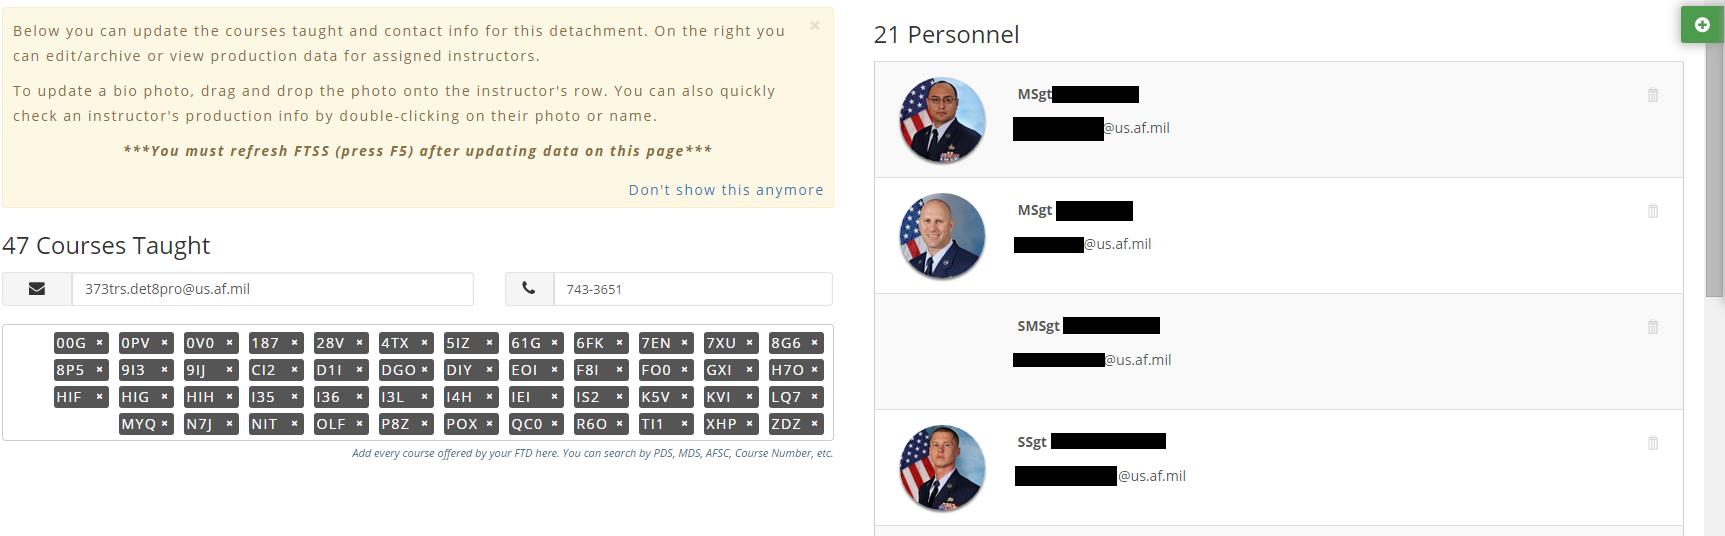 Below you can update the courses taught and contact info for this detachment. On the right you
can edit/archive or view production data for assigned instructors.
To update a bio photo, drag and drop the photo onto the instructor's row. You can also quickly
check an instructor's production info by double-clicking on their photo or name.
***You must refresh FTSS (press F5) after updating data on this page***
Don't show this anymore
47 Courses Taught
373trs.det8pro@us.af.mil
743-3651
00G × 0PV × 0V0 × 187 × 28V × 4TX × 5IZ × 61G × 6FK × 7EN × 7XU × 8G6 ×
8P5 × 9I3 × 9IJ × CI2 × D1I × DGO × DIY × EOI × F8I × FO0 × GXI × H7O ×
HIF × HIG × HIH × I35 × I36 × I3L × I4H × IEI × IS2 × K5V × KVI × LQ7 ×
MYQ × N7J × NIT × OLF × P8Z × POX × QC0 × R6O × TI1 × XHP × ZDZ ×
Add every course offered by your FTD here. You can search by PDS, MDS, AFSC, Course Number, etc.
21 Personnel
MSgt
@us.af.mil
MSgt
@us.af.mil
SMSgt
@us.af.mil
SSgt
@us.af.mil